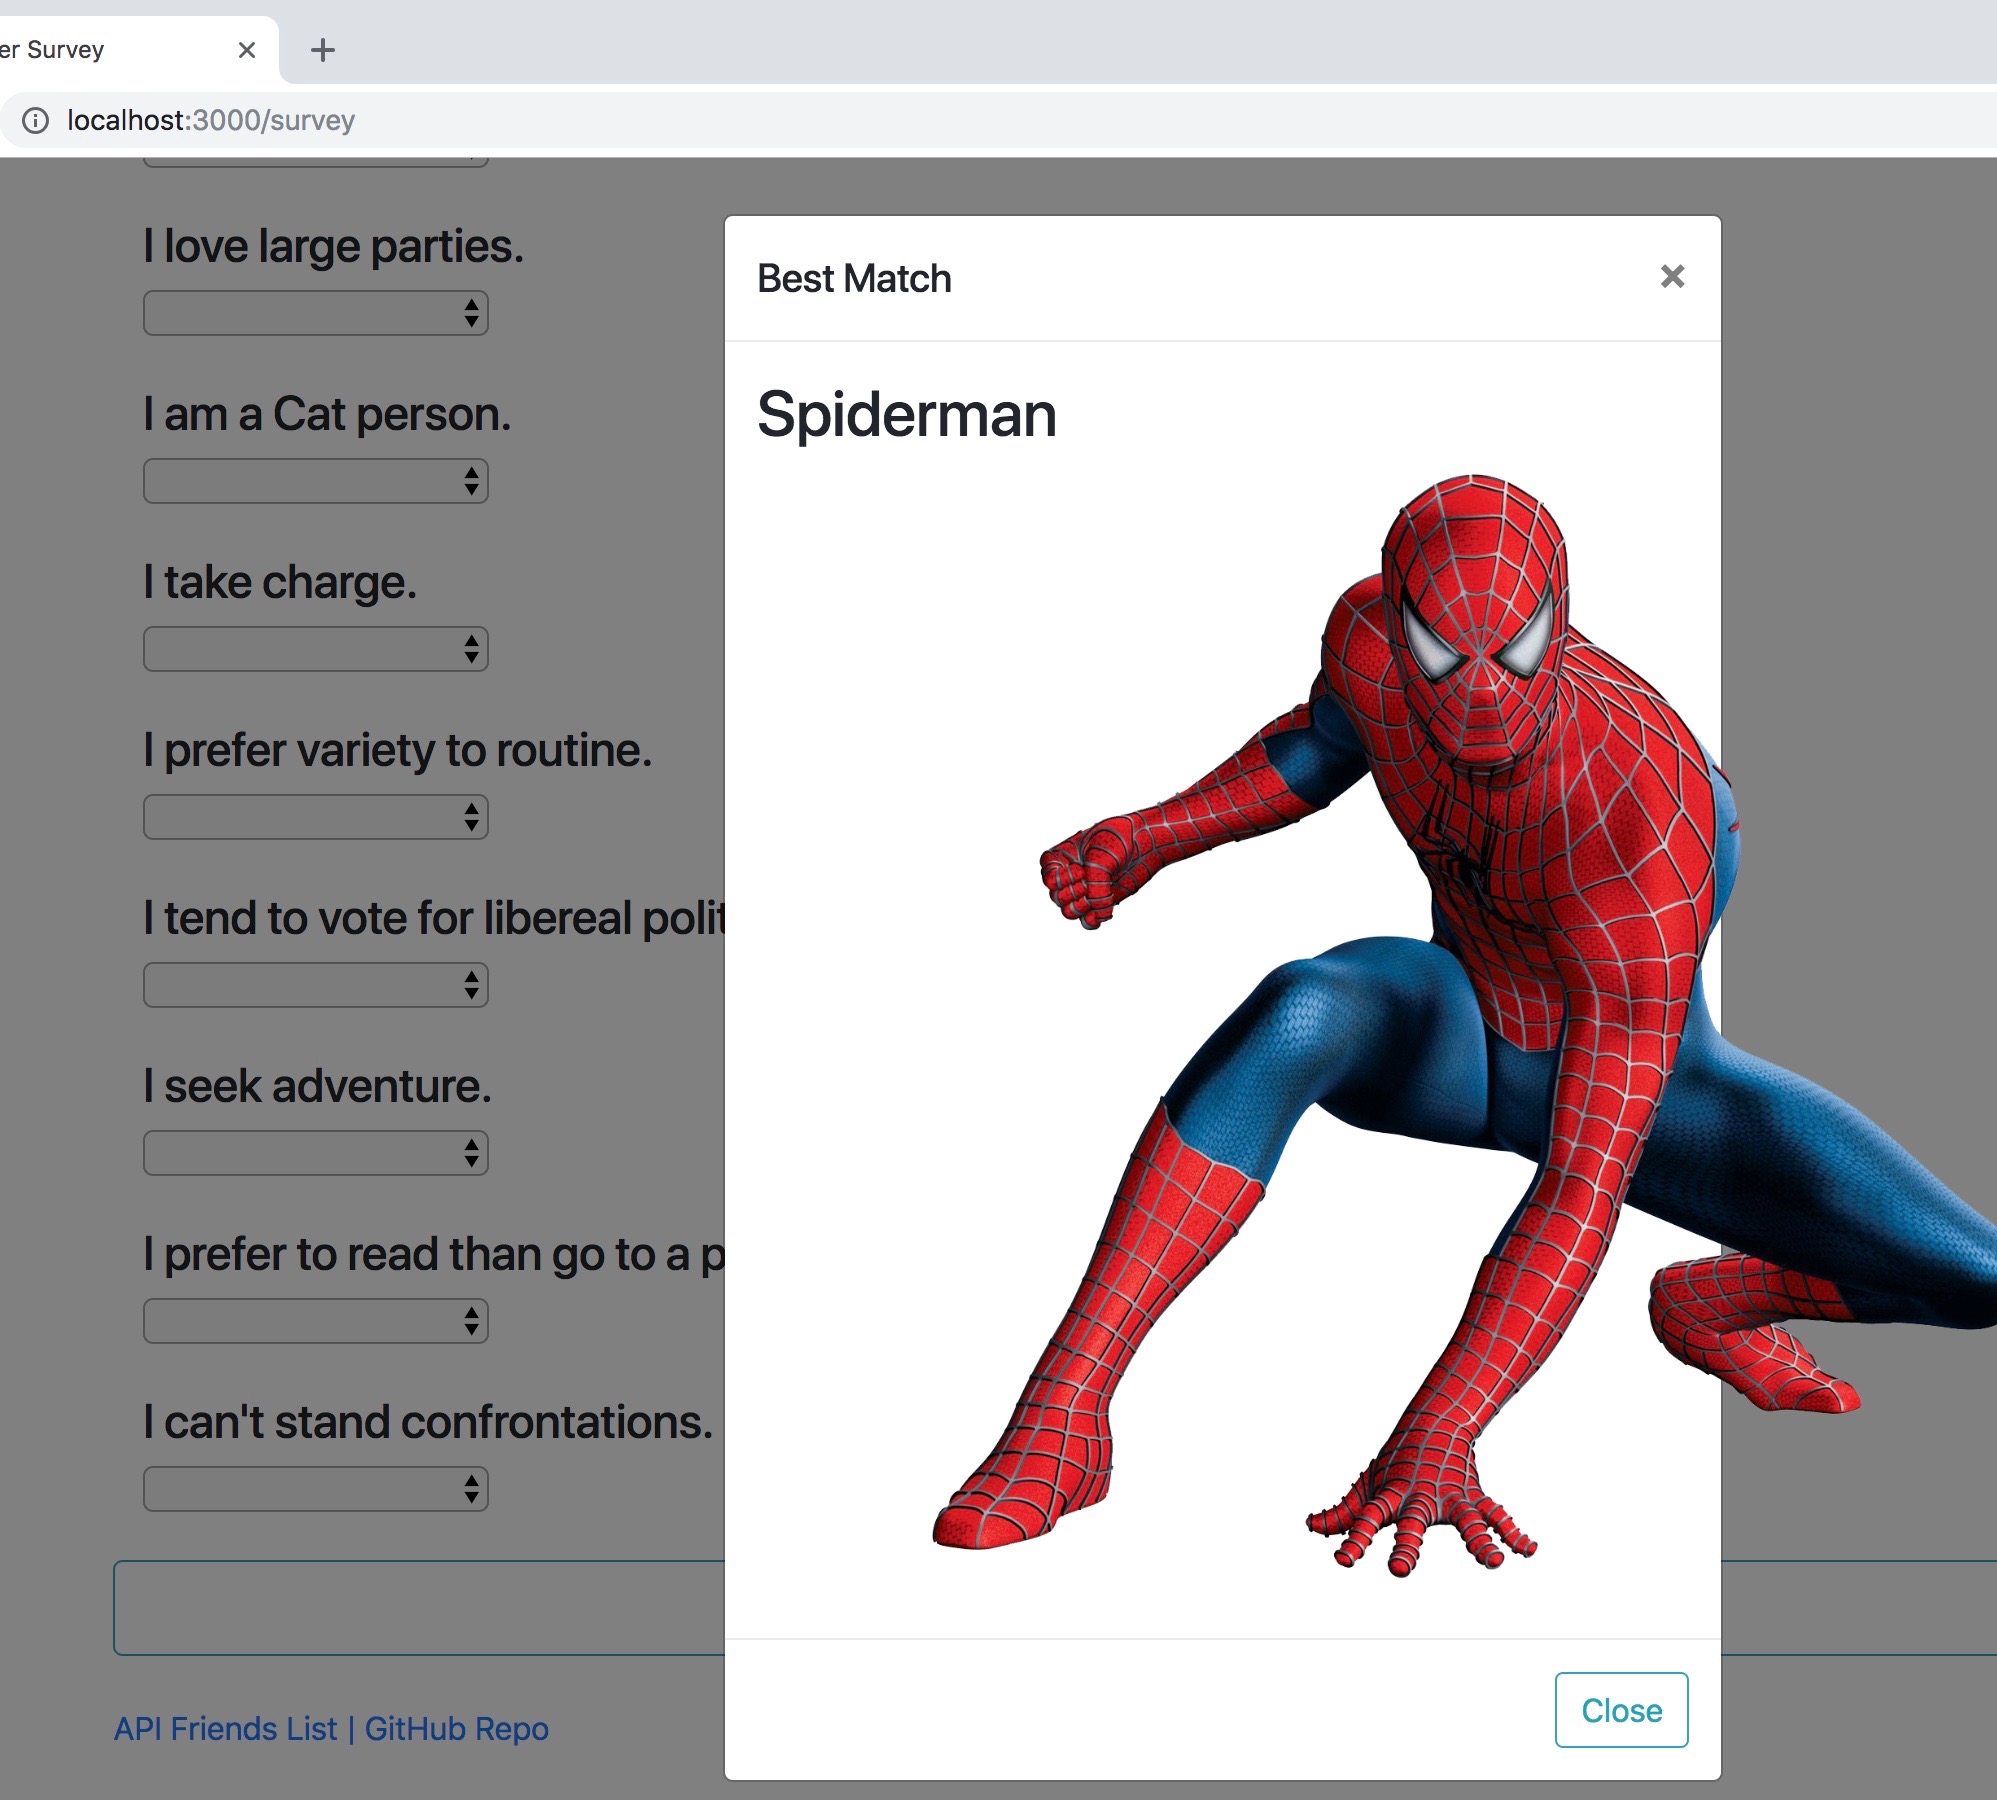 er Survey
localhost:3000/survey
I love large parties.
I am a Cat person.
I take charge.
I prefer variety to routine.
I tend to vote for libereal polit
I seek adventure.
I prefer to read than go to a p
I can't stand confrontations.
API Friends List | GitHub Repo
Best Match
Spiderman
Close